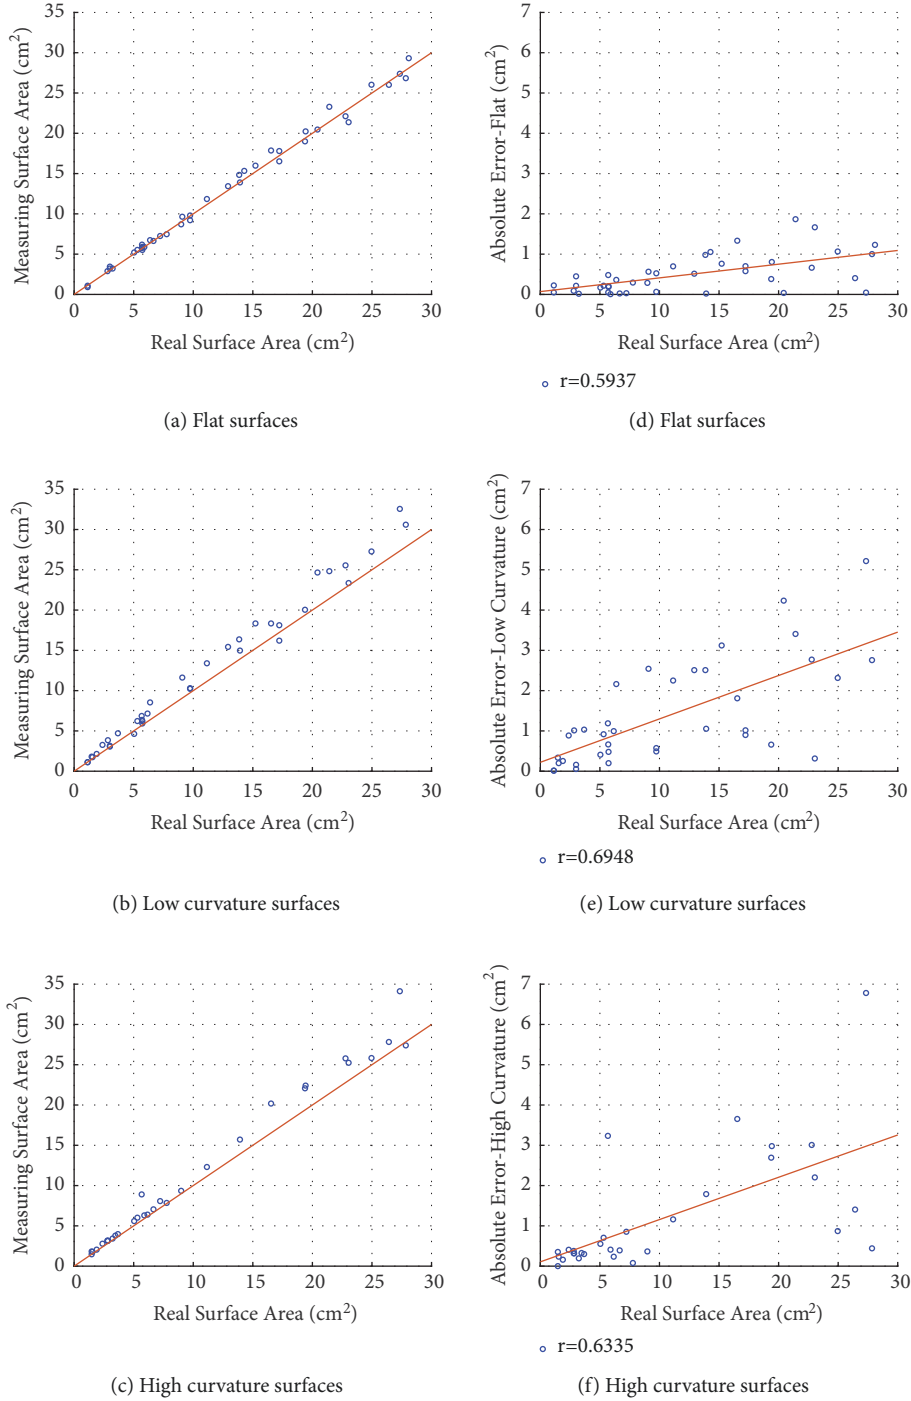 35
30
25
20
15
10
5
0
Measuring Surface Area (cm²)
0 5 10 15 20 25 30
Real Surface Area (cm²)
(a) Flat surfaces
7
6
5
4
3
2
1
0
Absolute Error-Flat (cm²)
0 5 10 15 20 25 30
Real Surface Area (cm²)
r=0.5937
(d) Flat surfaces
35
30
25
20
15
10
5
0
Measuring Surface Area (cm²)
0 5 10 15 20 25 30
Real Surface Area (cm²)
(b) Low curvature surfaces
7
6
5
4
3
2
1
0
Absolute Error-Low Curvature (cm²)
0 5 10 15 20 25 30
Real Surface Area (cm²)
r=0.6948
(e) Low curvature surfaces
35
30
25
20
15
10
5
0
Measuring Surface Area (cm²)
0 5 10 15 20 25 30
Real Surface Area (cm²)
(c) High curvature surfaces
7
6
5
4
3
2
1
0
Absolute Error-High Curvature (cm²)
0 5 10 15 20 25 30
Real Surface Area (cm²)
r=0.6335
(f) High curvature surfaces